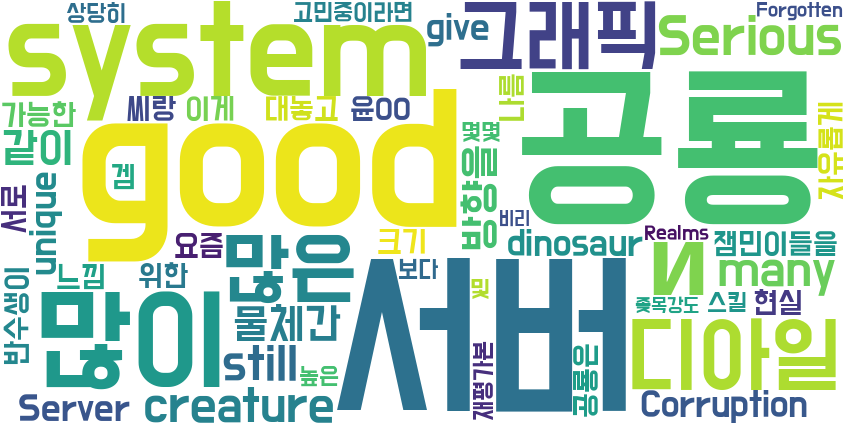 상당히
고민중이라면
Forgotten
system
give
그래픽
Serious
가능한
씨랑
이게
대놓고
윤OO
나름
공룡
같이
good
겜
몇몇
방향을
자유롭게
서로
unique
비리
요즘
많은
크기
dinosaur
Realms
잼민이들을
느낌
위한
보다
N
many
반수생이
많이
물체간
서버
및
좆목강도
스킬
현실
still
높은
재평가본
공룡은
디아일
Server
creature
Corruption